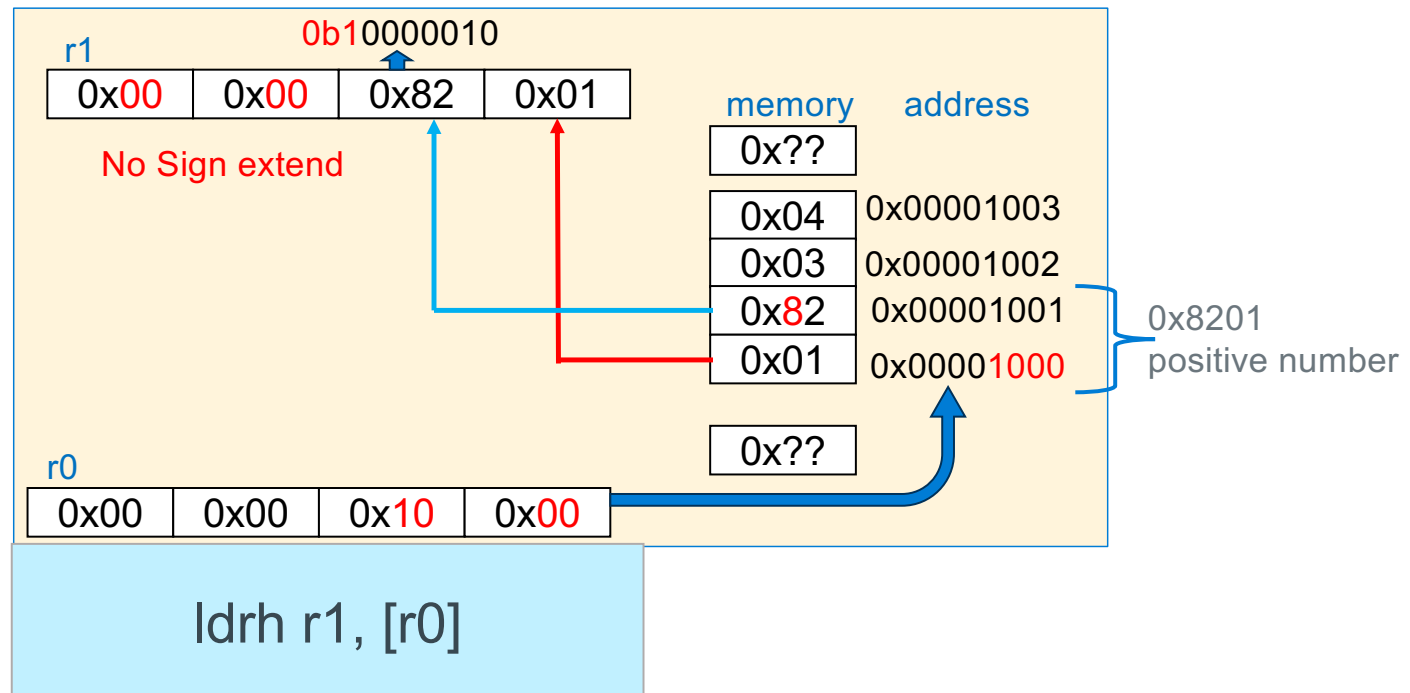 0b10000010
r1
0x00 0x00 0x82 0x01
memory address
0x??
No Sign extend
0x04 0x00001003
0x03 0x00001002
0x82 0x00001001
0x01 0x00001000
0x8201
positive number
0x??
r0
0x00 0x00 0x10 0x00
ldrh r1, [r0]